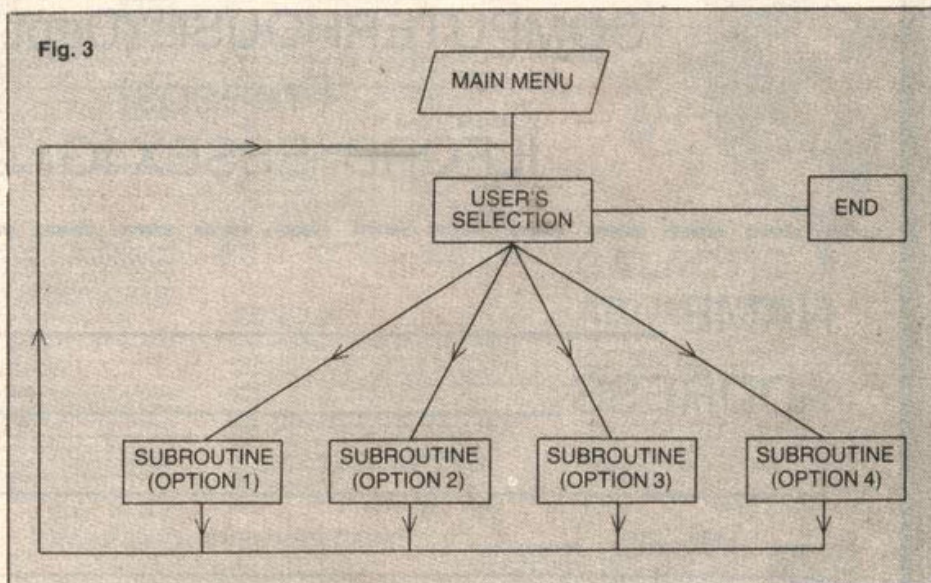 Fig. 3
MAIN MENU
USER'S
SELECTION
END
SUBROUTINE
(OPTION 1)
SUBROUTINE
(OPTION 2)
SUBROUTINE
(OPTION 3)
SUBROUTINE
(OPTION 4)